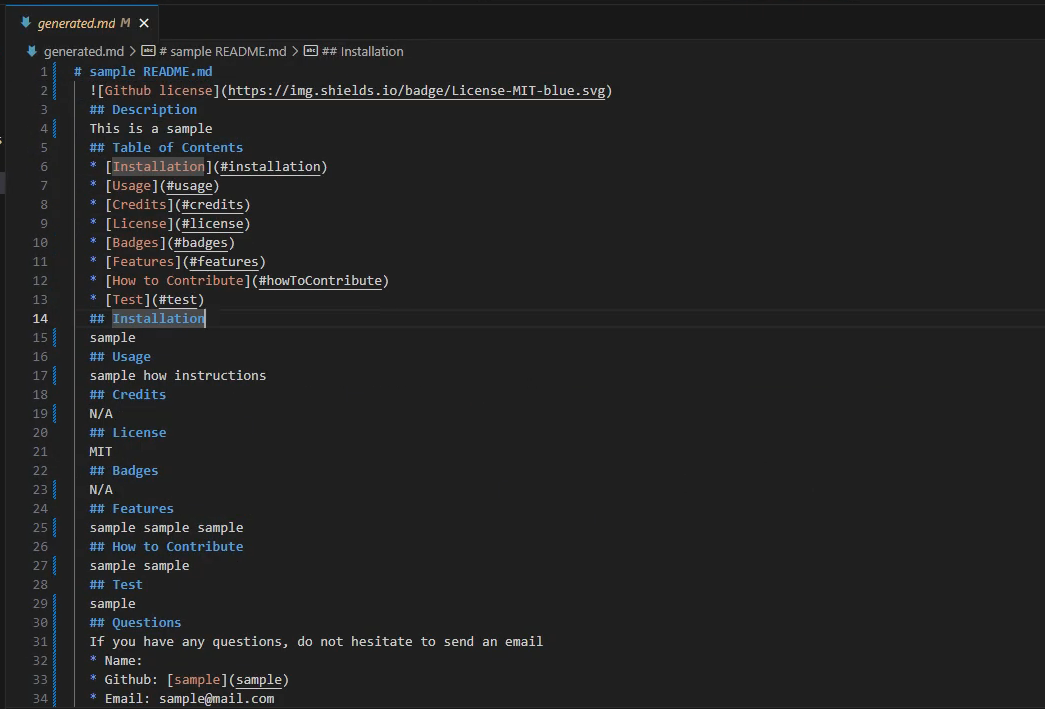 generated.md M ×
generated.md > # sample README.md > ## Installation
1 # sample README.md
2 ![Github license](https://img.shields.io/badge/License-MIT-blue.svg)
3 ## Description
4 This is a sample
5 ## Table of Contents
6 * [Installation](#installation)
7 * [Usage](#usage)
8 * [Credits](#credits)
9 * [License](#license)
10 * [Badges](#badges)
11 * [Features](#features)
12 * [How to Contribute](#howToContribute)
13 * [Test](#test)
14 ## Installation
15 sample
16 ## Usage
17 sample how instructions
18 ## Credits
19 N/A
20 ## License
21 MIT
22 ## Badges
23 N/A
24 ## Features
25 sample sample sample
26 ## How to Contribute
27 sample sample
28 ## Test
29 sample
30 ## Questions
31 If you have any questions, do not hesitate to send an email
32 * Name:
33 * Github: [sample](sample)
34 * Email: sample@mail.com